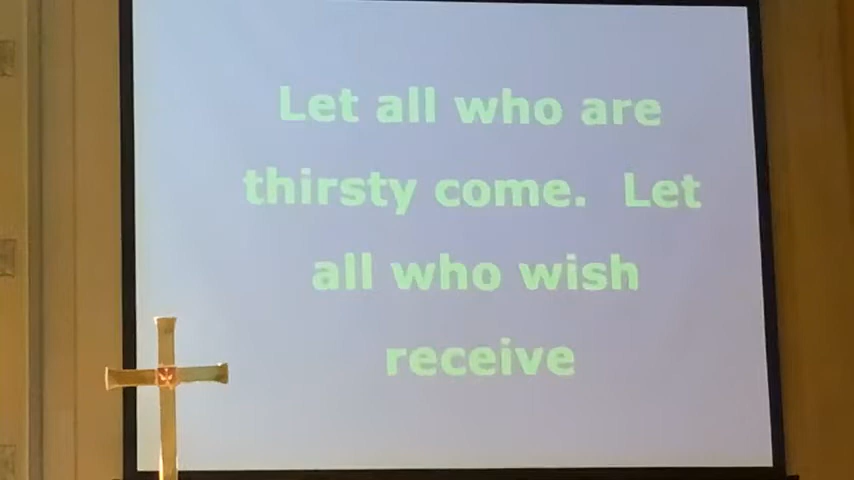 Let all who are
thirsty come. Let
all who wish
receive